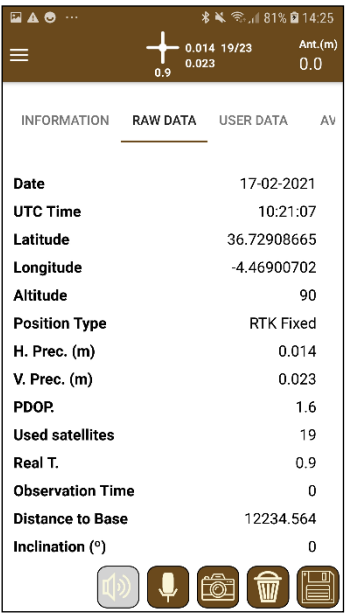 81% 14:25
0.014 19/23 Ant.(m)
0.9 0.023 0.0
INFORMATION RAW DATA USER DATA AV
Date 17-02-2021
UTC Time 10:21:07
Latitude 36.72908665
Longitude -4.46900702
Altitude 90
Position Type RTK Fixed
H. Prec. (m) 0.014
V. Prec. (m) 0.023
PDOP. 1.6
Used satellites 19
Real T. 0.9
Observation Time 0
Distance to Base 12234.564
Inclination (º) 0